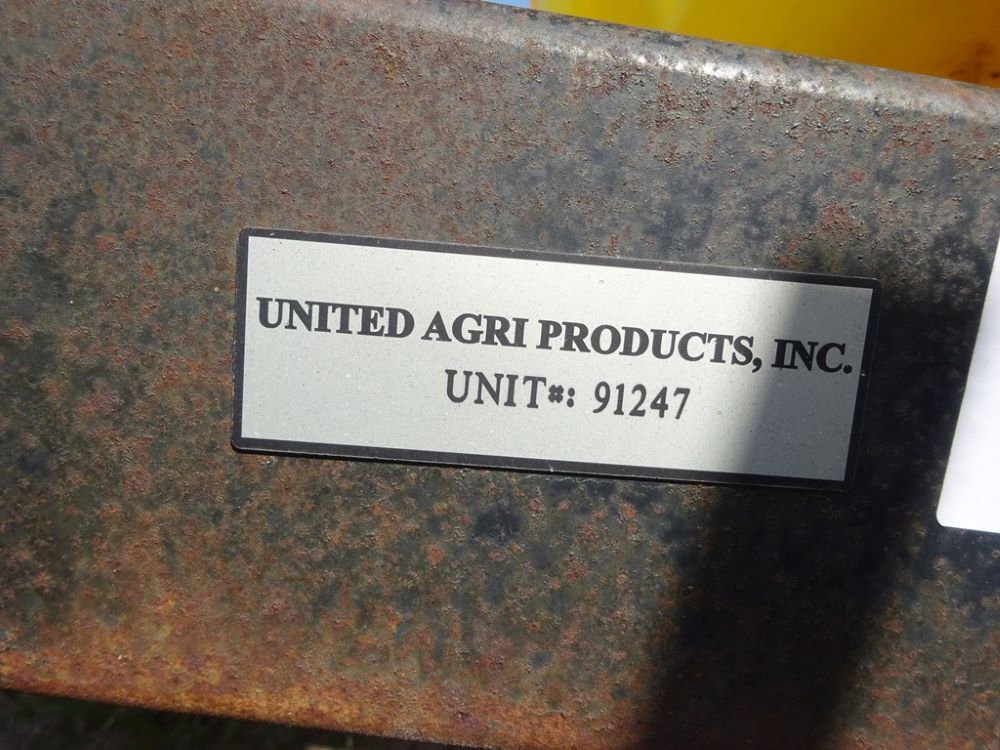 UNITED AGRI PRODUCTS, INC.
UNIT#: 91247